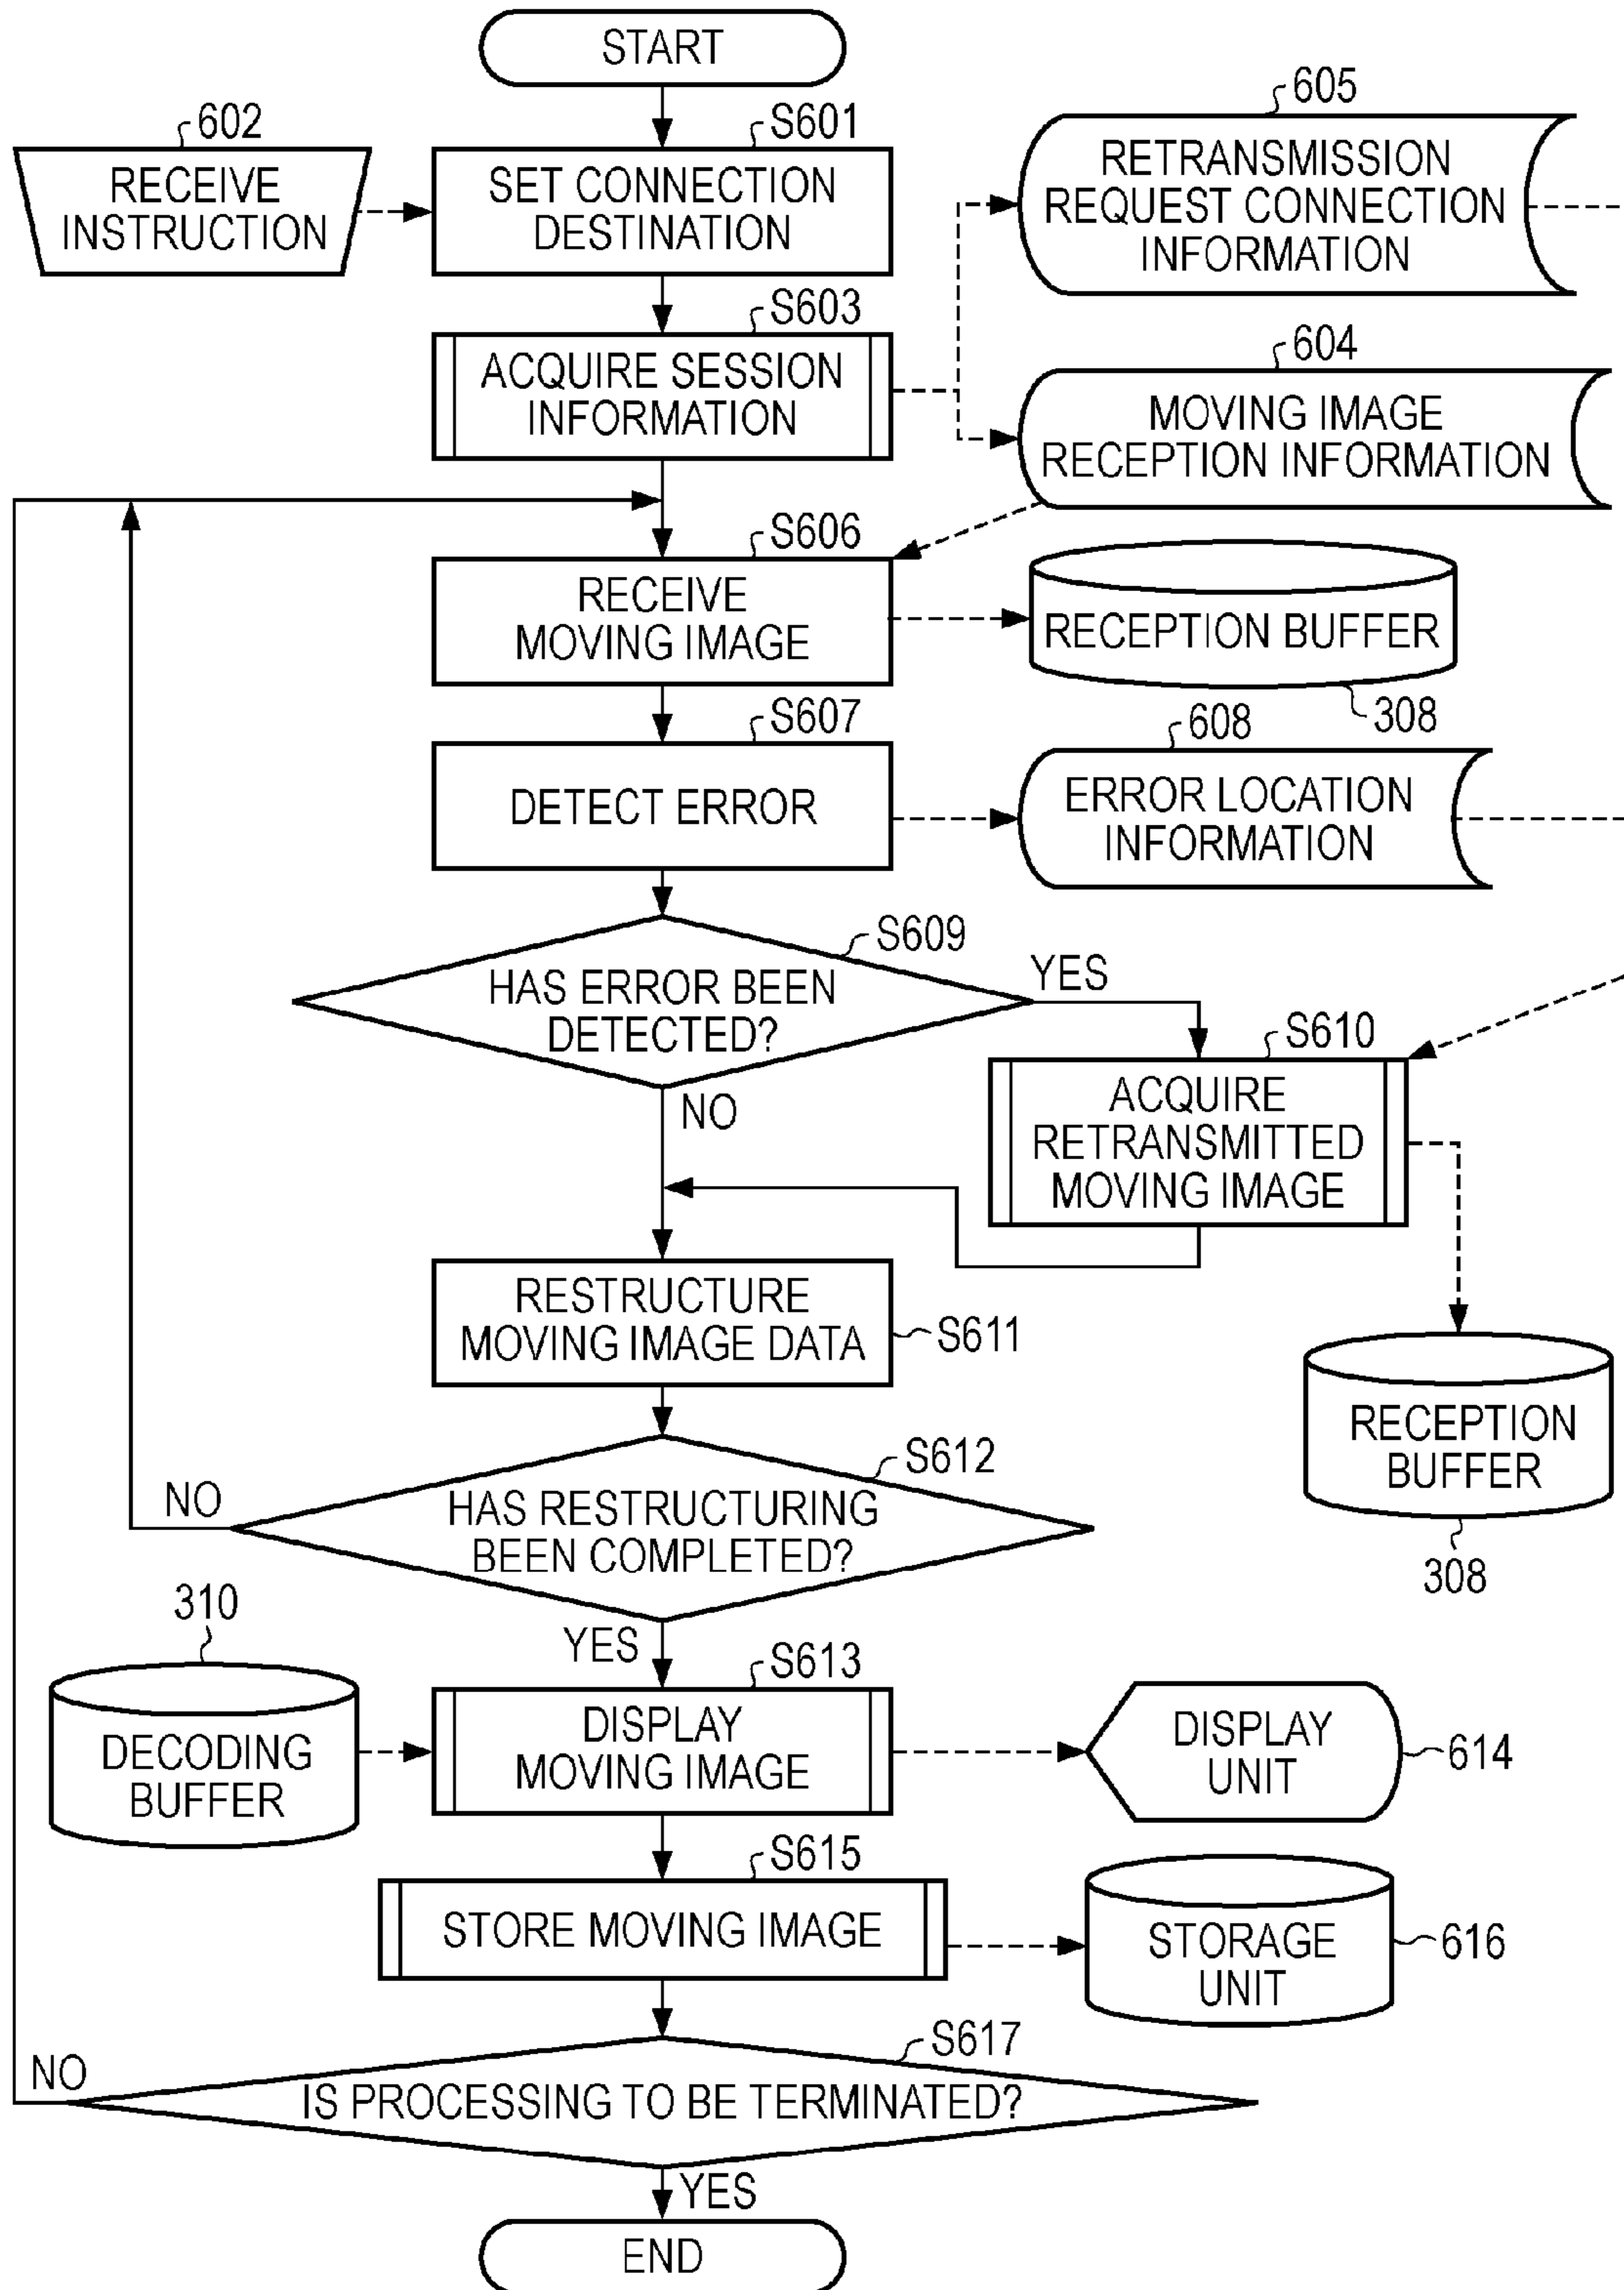 START
602
RECEIVE
INSTRUCTION
S601
SET CONNECTION
DESTINATION
605
RETRANSMISSION
REQUEST CONNECTION
INFORMATION
S603
ACQUIRE SESSION
INFORMATION
604
MOVING IMAGE
RECEPTION INFORMATION
S606
RECEIVE
MOVING IMAGE
RECEPTION BUFFER
308
S607
DETECT ERROR
608
ERROR LOCATION
INFORMATION
S609
HAS ERROR BEEN
DETECTED?
YES
NO
S610
ACQUIRE
RETRANSMITTED
MOVING IMAGE
RESTRUCTURE
MOVING IMAGE DATA
S611
RECEPTION
BUFFER
308
S612
HAS RESTRUCTURING
BEEN COMPLETED?
NO
YES
310
DECODING
BUFFER
S613
DISPLAY
MOVING IMAGE
DISPLAY
UNIT
614
S615
STORE MOVING IMAGE
STORAGE
UNIT
616
S617
IS PROCESSING TO BE TERMINATED?
NO
YES
END